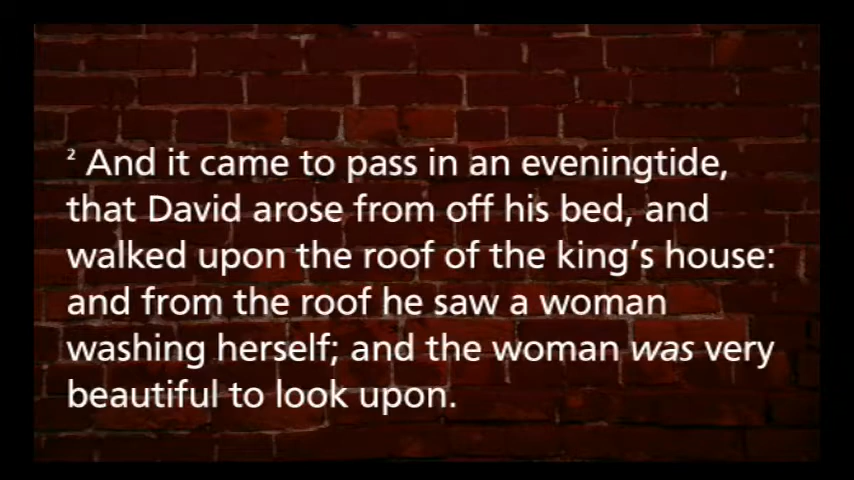 ² And it came to pass in an eveningtide,
that David arose from off his bed, and
walked upon the roof of the king's house:
and from the roof he saw a woman
washing herself; and the woman was very
beautiful to look upon.